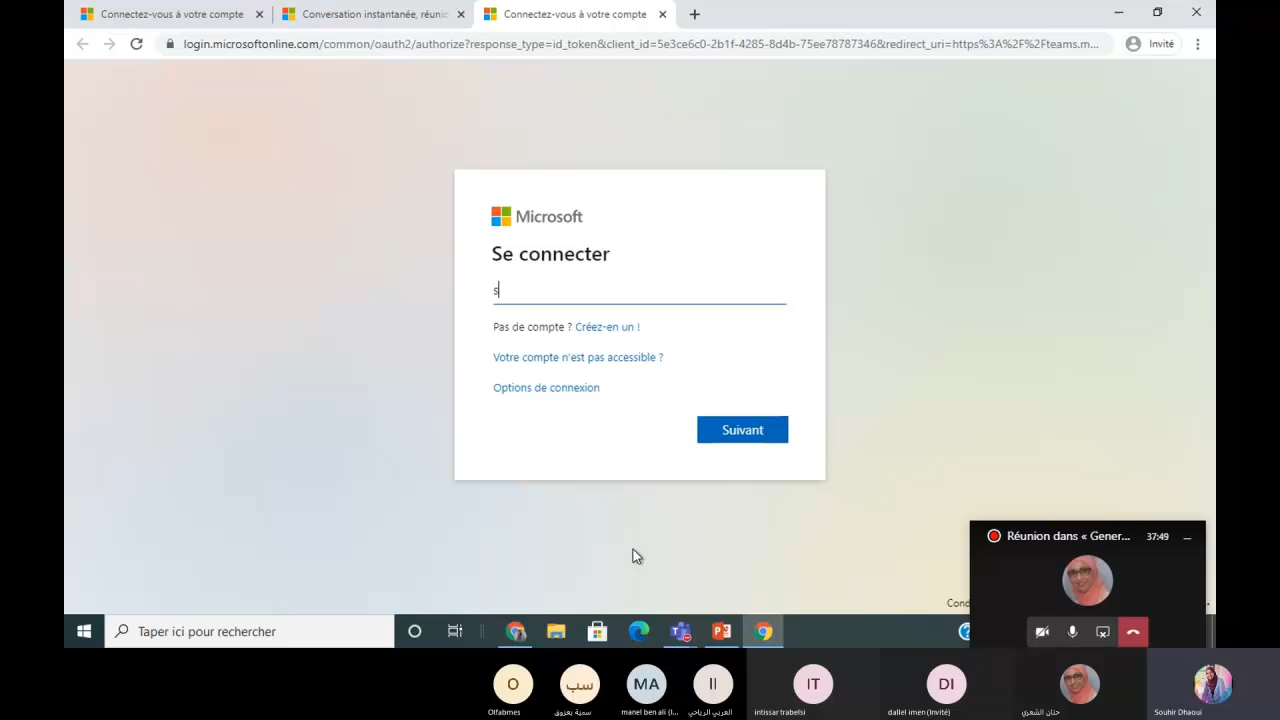 Connectez-vous à votre compte
Conversation instantanée, réunio
Connectez-vous à votre compte
login.microsoftonline.com/common/oauth2/authorize?response_type=id_token&client_id=5e3ce6c0-2b1f-4285-8d4b-75ee78787346&redirect_uri=https%3A%2F%2Fteams.m...
Invité
Microsoft
Se connecter
s
Pas de compte ? Créez-en un !
Votre compte n'est pas accessible ?
Options de connexion
Suivant
Réunion dans « Gener...
37:49
Cond
Taper ici pour rechercher
O
سب
MA
II
IT
DI
Olfabmes
سمية بعزوق
manel ben ali (I...
العربي الرياحي
intissar trabelsi
dallel imen (Invité)
حنان الشعري
Souhir Dhaoui